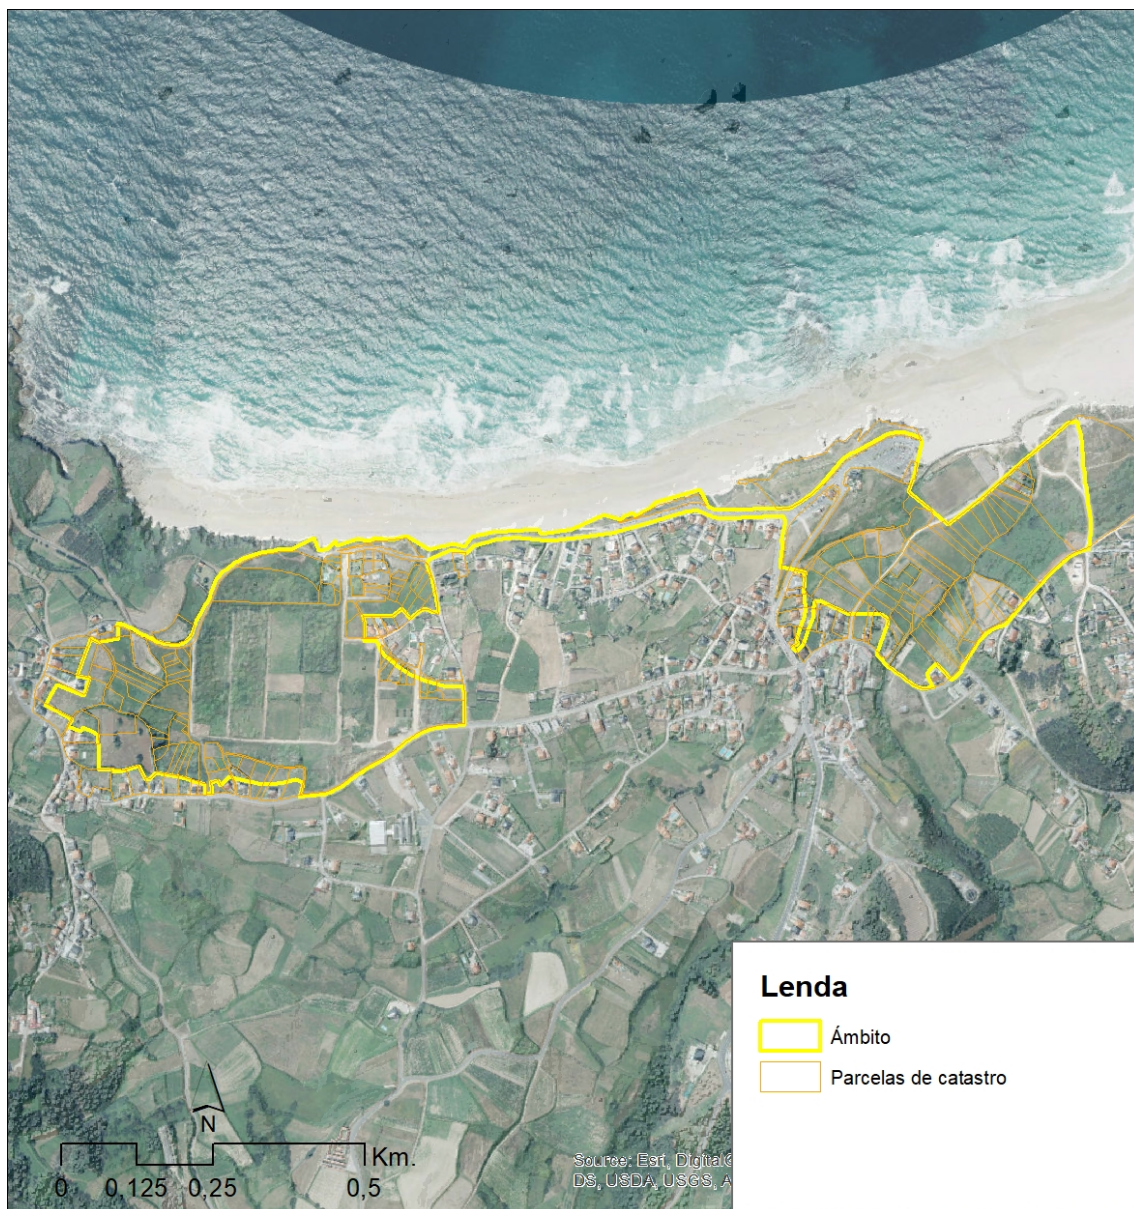 Lenda
Ámbito
Parcelas de catastro
N
Km.
0 0,125 0,25 0,5
Source: Esri, Digital
DS, USDA, USGS, A